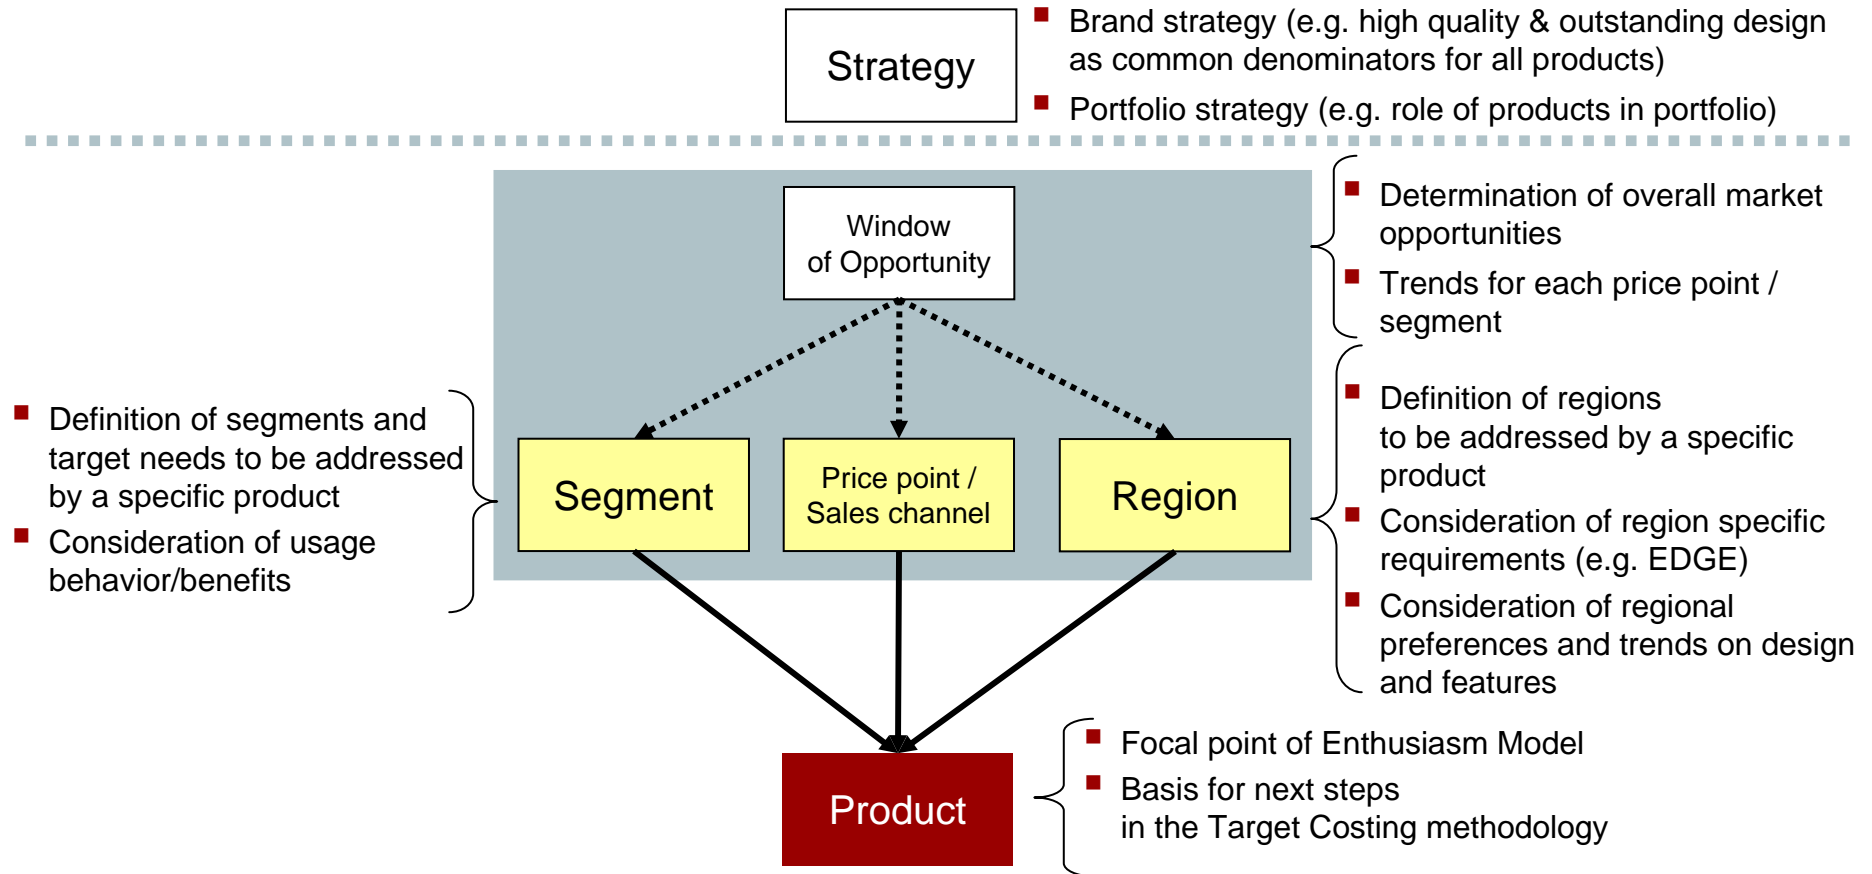 Strategy
Brand strategy (e.g. high quality & outstanding design
as common denominators for all products)
Portfolio strategy (e.g. role of products in portfolio)
Window
of Opportunity
Determination of overall market
opportunities
Trends for each price point /
segment
Definition of segments and
target needs to be addressed
by a specific product
Consideration of usage
behavior/benefits
Segment
Price point /
Sales channel
Region
Definition of regions
to be addressed by a specific
product
Consideration of region specific
requirements (e.g. EDGE)
Consideration of regional
preferences and trends on design
and features
Product
Focal point of Enthusiasm Model
Basis for next steps
in the Target Costing methodology